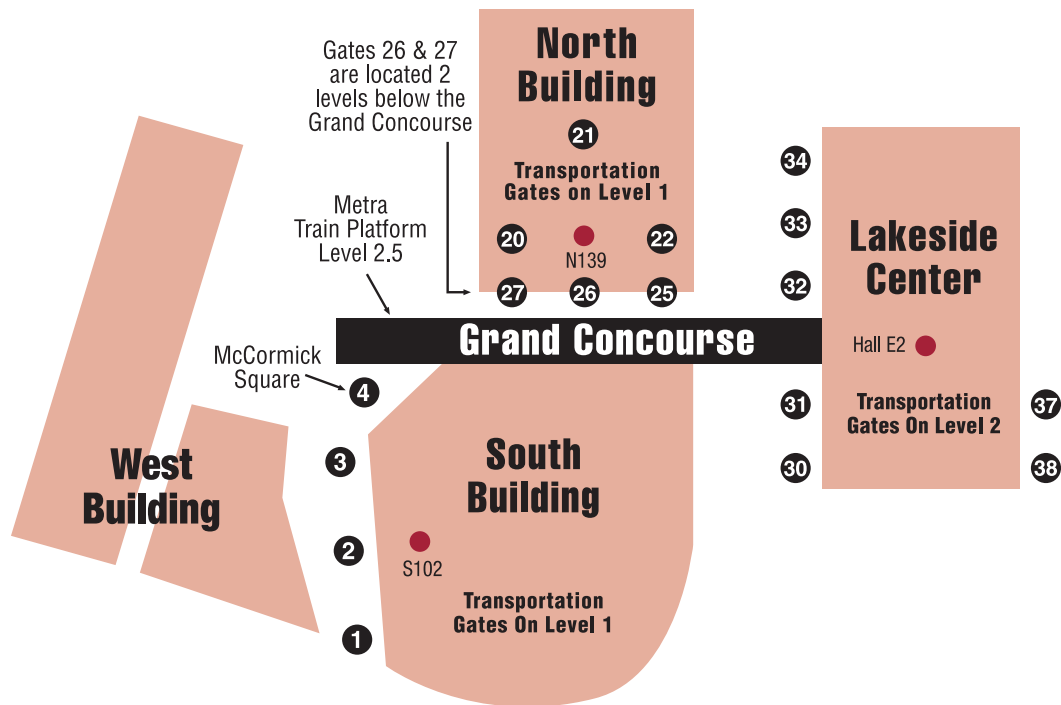 Gates 26 & 27
are located 2
levels below the
Grand Concourse
North
Building
21
Transportation
Gates on Level 1
20
N139
22
27
26
25
Metra
Train Platform
Level 2.5
Grand Concourse
McCormick
Square
4
3
2
1
West
Building
South
Building
S102
Transportation
Gates On Level 1
34
33
32
Lakeside
Center
Hall E2
31
30
Transportation
Gates On Level 2
37
38